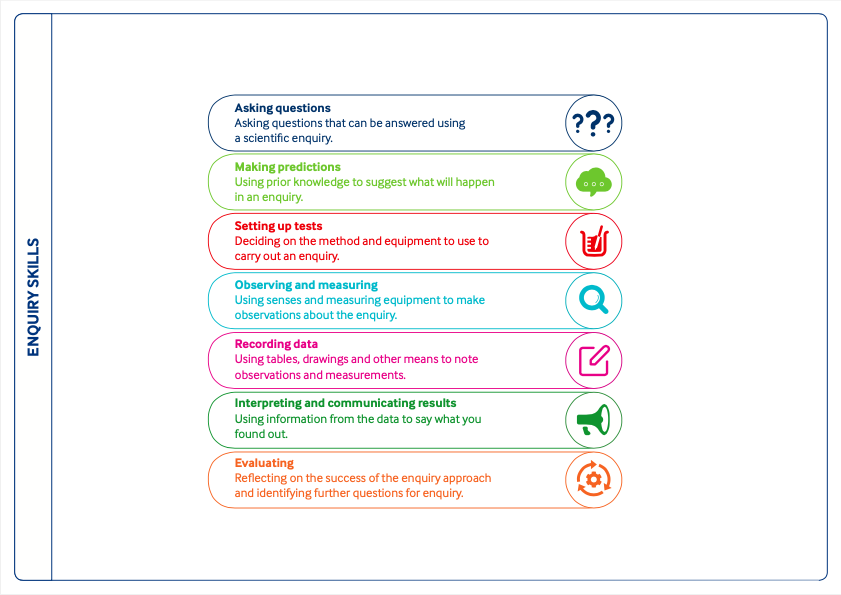 ENQUIRY SKILLS
Asking questions
Asking questions that can be answered using
a scientific enquiry.
???
Making predictions
Using prior knowledge to suggest what will happen
in an enquiry.
Setting up tests
Deciding on the method and equipment to use to
carry out an enquiry.
Observing and measuring
Using senses and measuring equipment to make
observations about the enquiry.
Recording data
Using tables, drawings and other means to note
observations and measurements.
Interpreting and communicating results
Using information from the data to say what you
found out.
Evaluating
Reflecting on the success of the enquiry approach
and identifying further questions for enquiry.